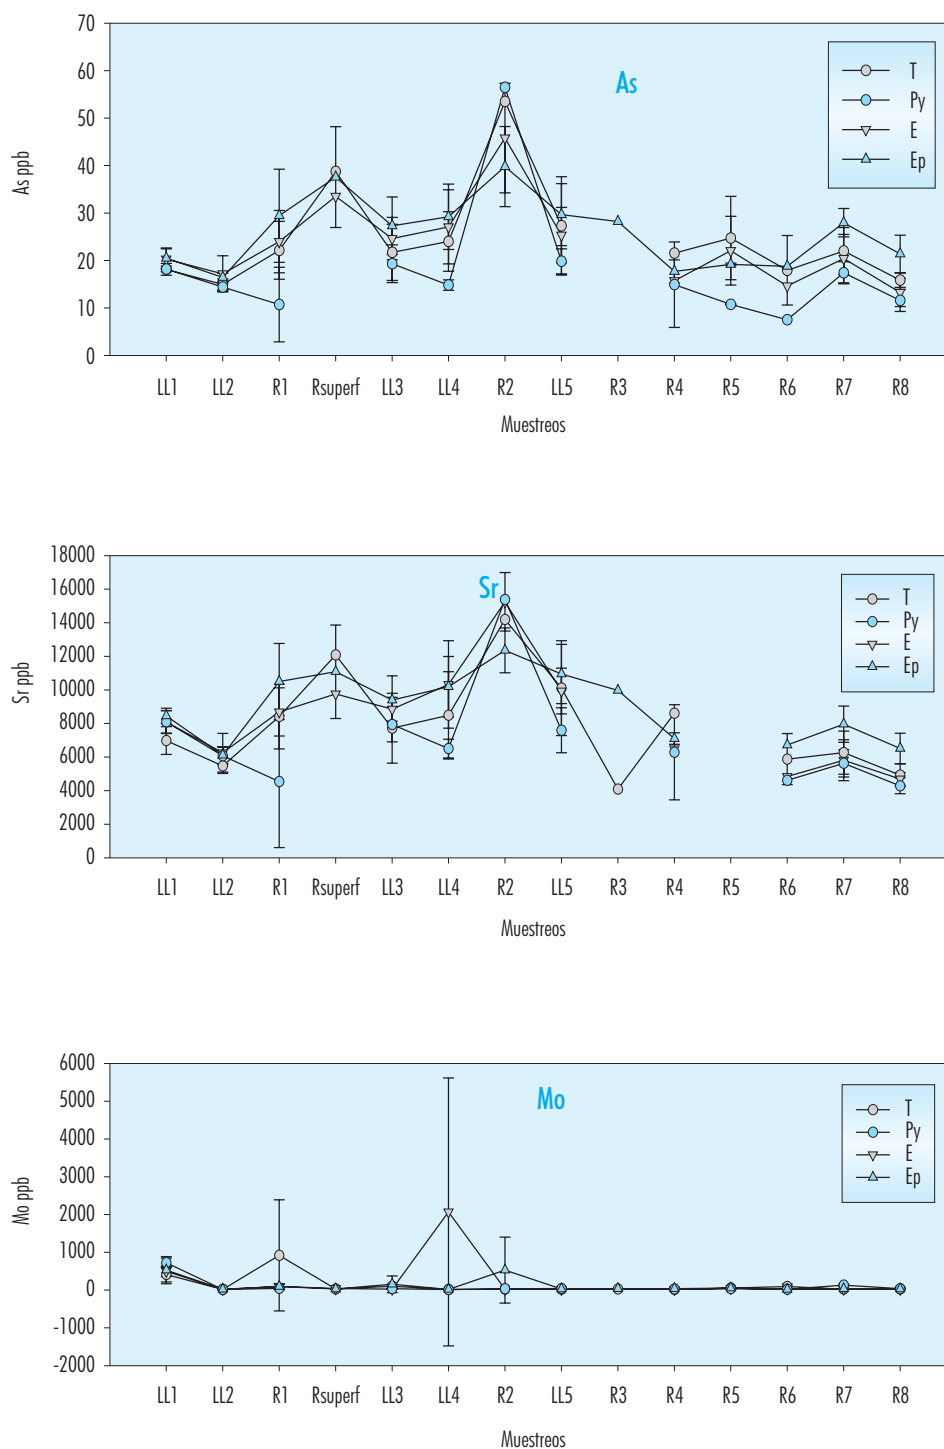 70
60
50
40
30
20
10
0
As ppb
As
T
Py
E
Ep
LL1 LL2 R1 Rsuperf LL3 LL4 R2 LL5 R3 R4 R5 R6 R7 R8
Muestreos
18000
16000
14000
12000
10000
8000
6000
4000
2000
0
Sr ppb
Sr
T
Py
E
Ep
LL1 LL2 R1 Rsuperf LL3 LL4 R2 LL5 R3 R4 R5 R6 R7 R8
Muestreos
6000
5000
4000
3000
2000
1000
0
-1000
-2000
Mo ppb
Mo
T
Py
E
Ep
LL1 LL2 R1 Rsuperf LL3 LL4 R2 LL5 R3 R4 R5 R6 R7 R8
Muestreos